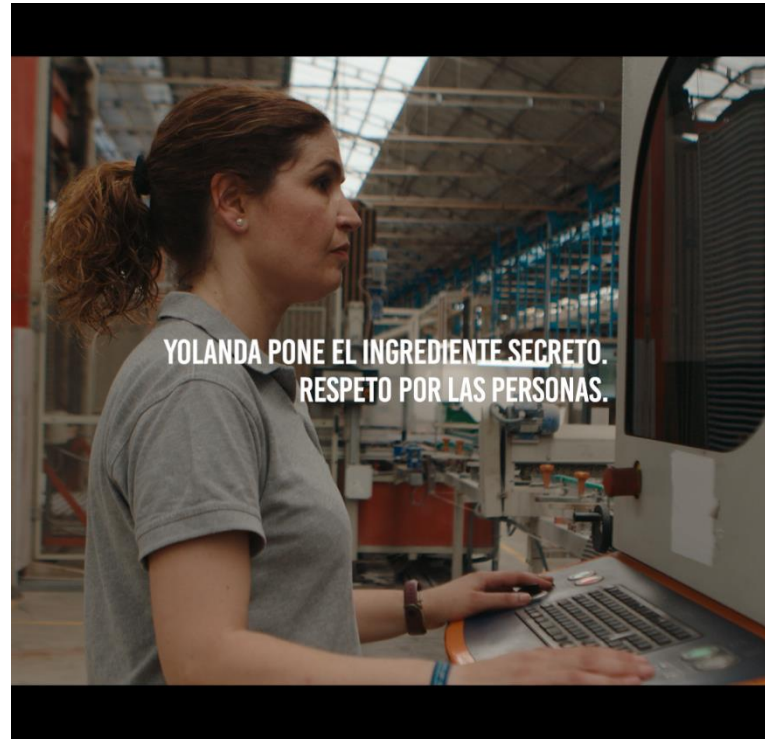 YOLANDA PONE EL INGREDIENTE SECRETO.
RESPETO POR LAS PERSONAS.